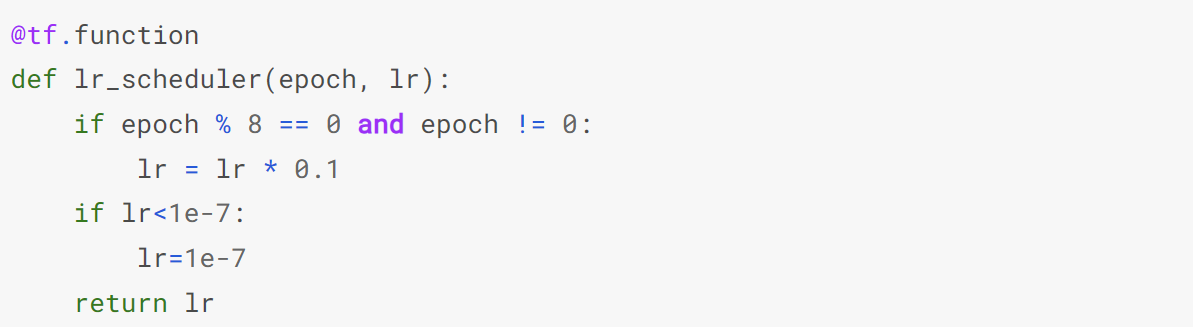 @tf.function
def lr_scheduler(epoch, lr):
    if epoch % 8 == 0 and epoch != 0:
        lr = lr * 0.1
    if lr<1e-7:
        lr=1e-7
    return lr